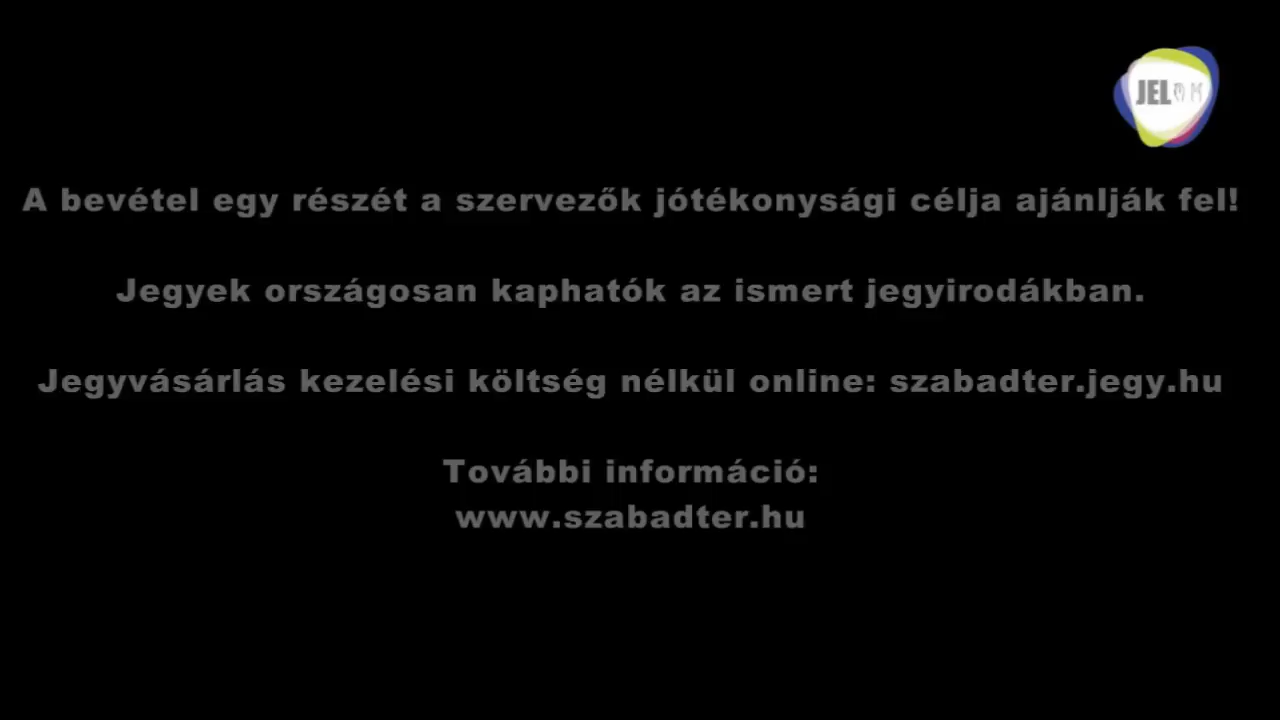 JEL
A bevétel egy részét a szervezők jótékonysági célja ajánlják fel!
Jegyek országosan kaphatók az ismert jegyirodákban.
Jegyvásárlás kezelési költség nélkül online: szabadter.jegy.hu
További információ:
www.szabadter.hu